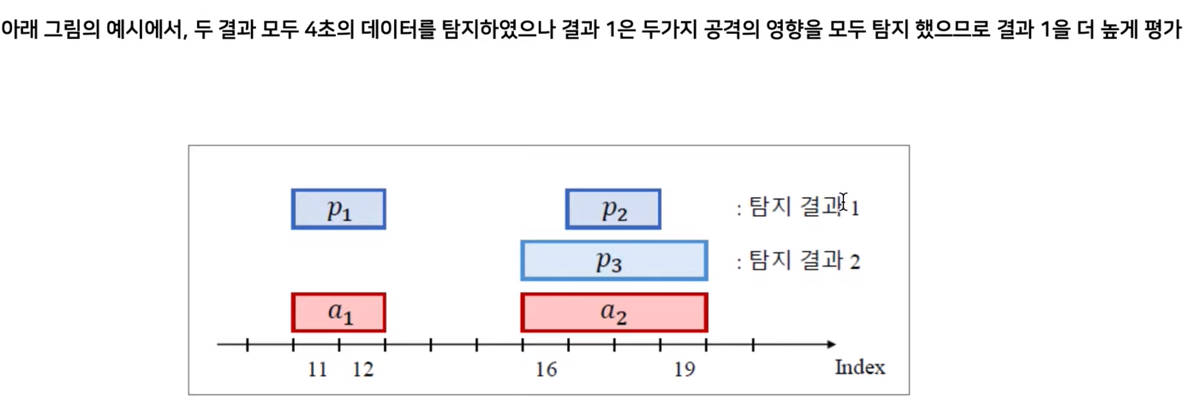 아래 그림의 예시에서, 두 결과 모두 4초의 데이터를 탐지하였으나 결과 1은 두가지 공격의 영향을 모두 탐지 했으므로 결과 1을 더 높게 평가
p₁ p₂ : 탐지 결과 1
p₃ : 탐지 결과 2
a₁ a₂
11 12 16 19 Index